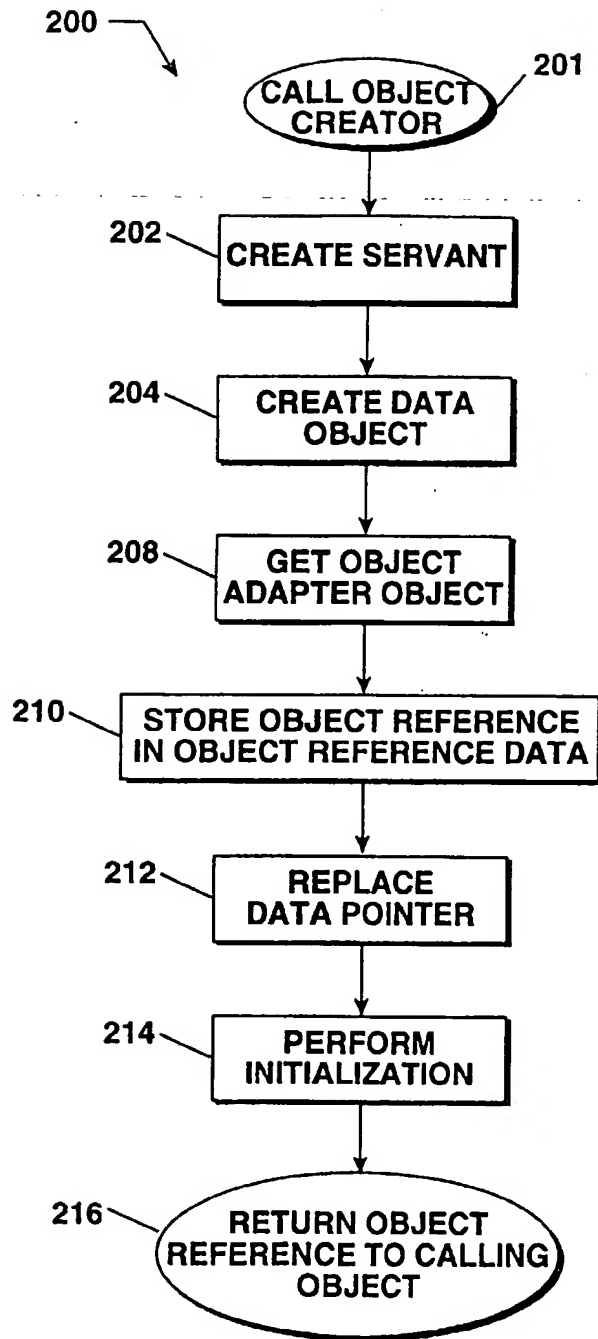 200
201
CALL OBJECT
CREATOR
202
CREATE SERVANT
204
CREATE DATA
OBJECT
208
GET OBJECT
ADAPTER OBJECT
210
STORE OBJECT REFERENCE
IN OBJECT REFERENCE DATA
212
REPLACE
DATA POINTER
214
PERFORM
INITIALIZATION
216
RETURN OBJECT
REFERENCE TO CALLING
OBJECT